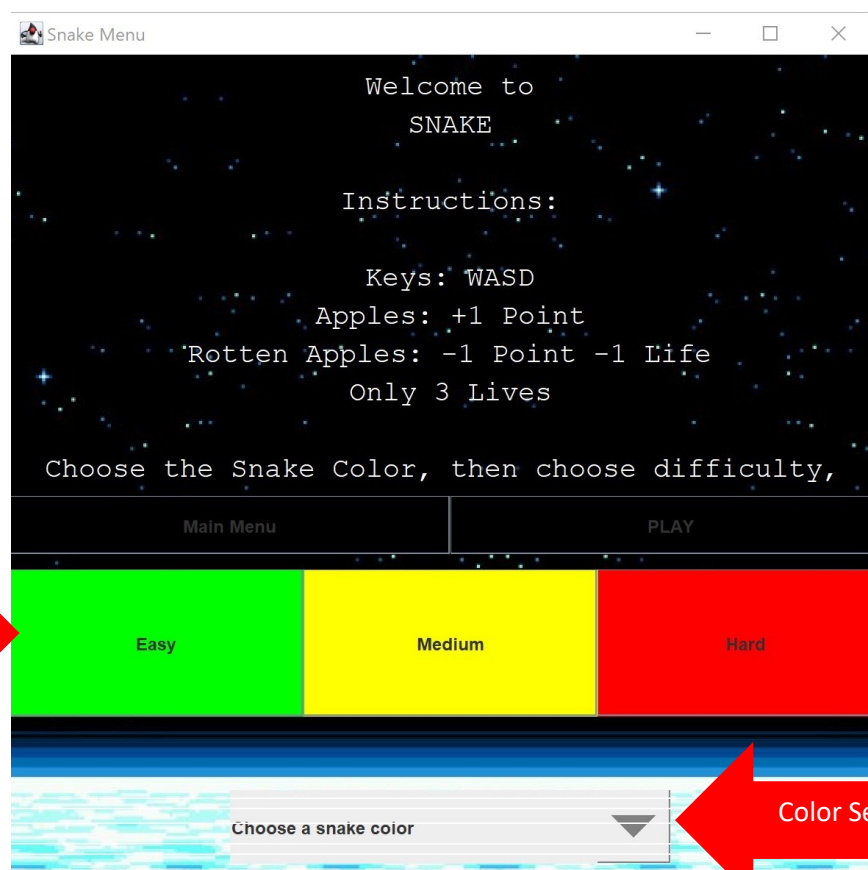 Snake Menu
Welcome to
SNAKE
Instructions:
Keys: WASD
Apples: +1 Point
Rotten Apples: -1 Point -1 Life
Only 3 Lives
Choose the Snake Color, then choose difficulty,
Main Menu PLAY
Easy Medium Hard
Color
Choose a snake color